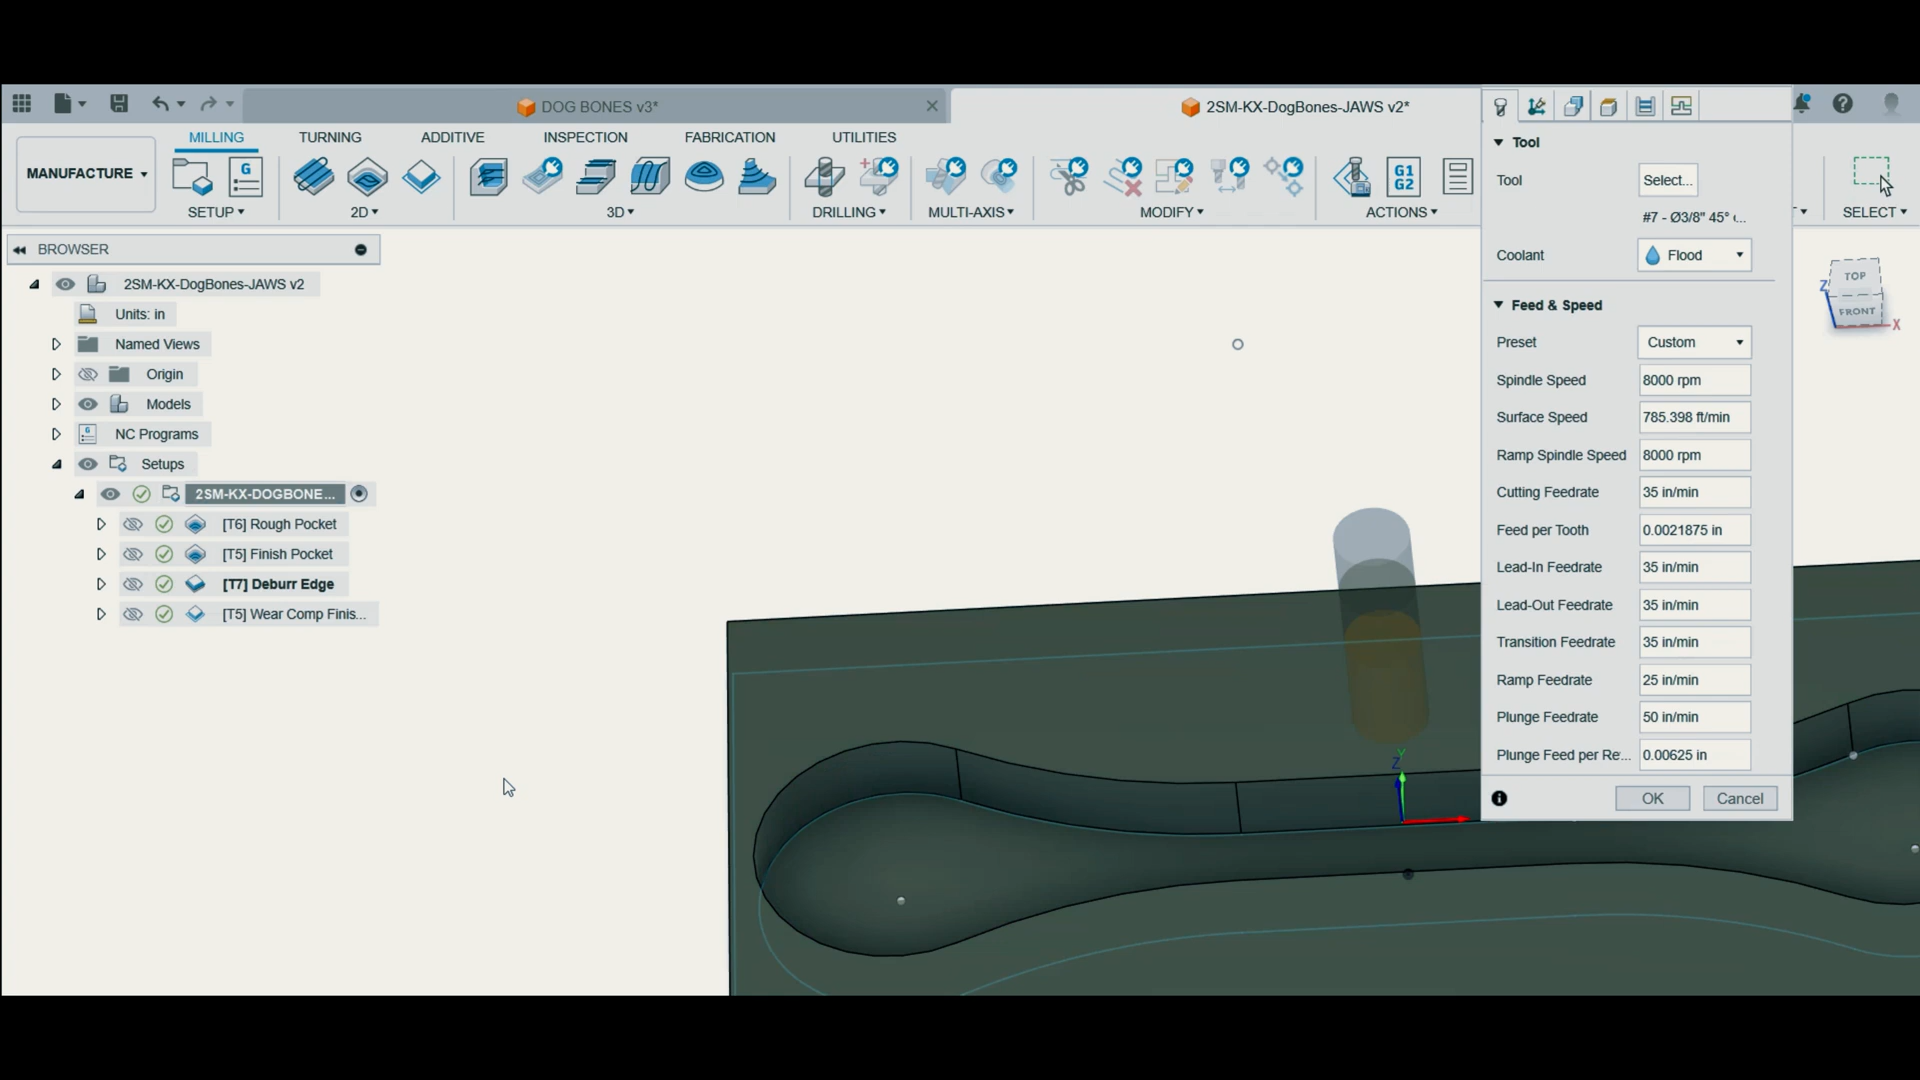 DOG BONES v3*
2SM-KX-DogBones-JAWS v2*
MANUFACTURE
MILLING
TURNING
ADDITIVE
INSPECTION
FABRICATION
UTILITIES
G
G1
G2
SETUP
2D
3D
DRILLING
MULTI-AXIS
MODIFY
ACTIONS
SELECT
BROWSER
2SM-KX-DogBones-JAWS v2
Units: in
Named Views
Origin
Models
G
NC Programs
Setups
2SM-KX-DOGBONE...
[T6] Rough Pocket
[T5] Finish Pocket
[T7] Deburr Edge
[T5] Wear Comp Finis...
Z
Y
Tool
Tool
Select...
#7 - Ø3/8" 45° c...
Coolant
Flood
Feed & Speed
Preset
Custom
Spindle Speed
8000 rpm
Surface Speed
785.398 ft/min
Ramp Spindle Speed
8000 rpm
Cutting Feedrate
35 in/min
Feed per Tooth
0.0021875 in
Lead-In Feedrate
35 in/min
Lead-Out Feedrate
35 in/min
Transition Feedrate
35 in/min
Ramp Feedrate
25 in/min
Plunge Feedrate
50 in/min
Plunge Feed per Re...
0.00625 in
OK
Cancel
TOP
Z
FRONT
X